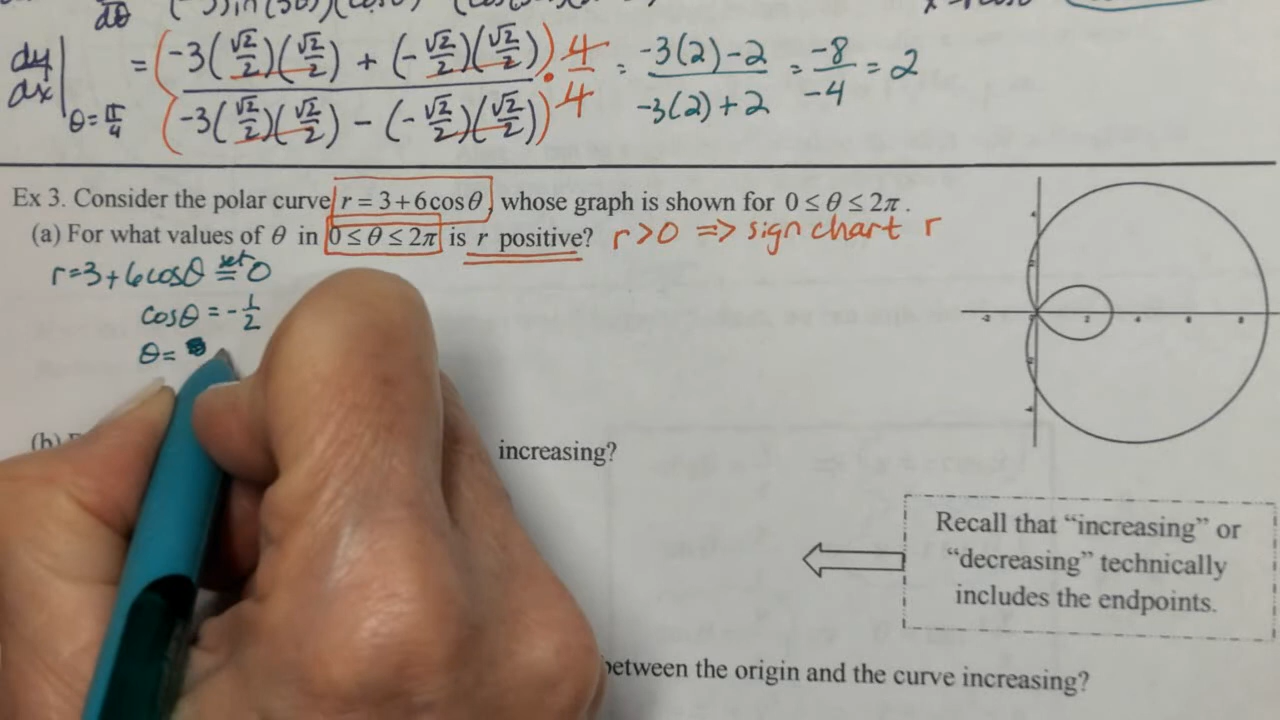 dθ
dy/dx |θ=π/4 = (-3(√2/2)(√2/2) + (-√2/2)(√2/2)) / (-3(√2/2)(√2/2) - (-√2/2)(√2/2)) · 4/4 = (-3(2)-2)/(-3(2)+2) = -8/-4 = 2
Ex 3. Consider the polar curve r = 3+6cosθ, whose graph is shown for 0≤θ≤2π.
(a) For what values of θ in 0≤θ≤2π is r positive? r>0 => sign chart r
r=3+6cosθ set= 0
cosθ = -1/2
θ=
(b)
increasing?
Recall that “increasing” or
“decreasing” technically
includes the endpoints.
between the origin and the curve increasing?